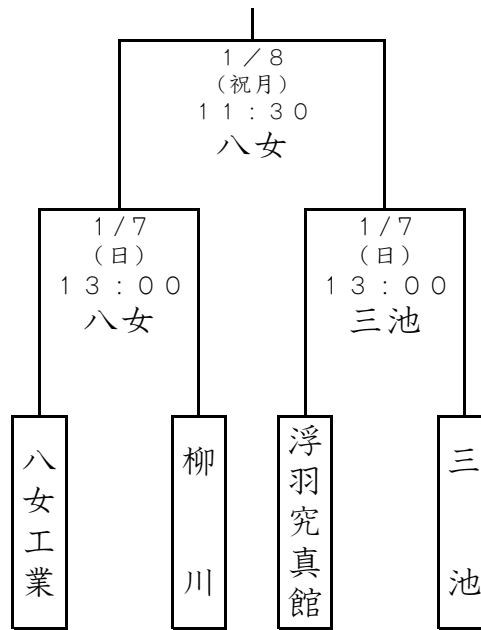 1/8
(祝月)
11:30
八女
1/7
(日)
13:00
八女
1/7
(日)
13:00
三池
八女工業
柳川
浮羽究真館
三池